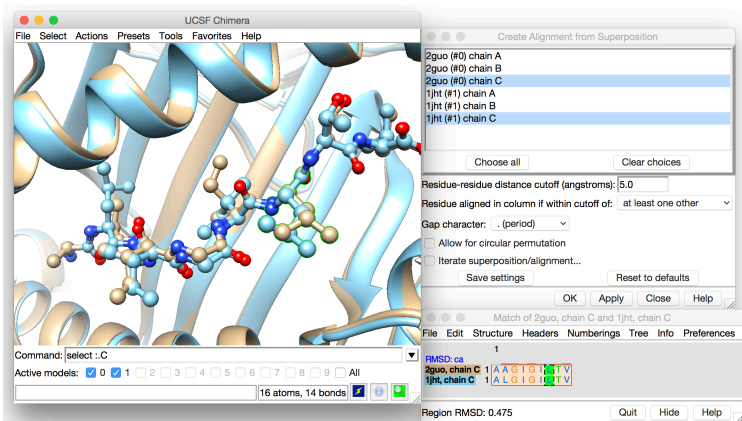 UCSF Chimera
File Select Actions Presets Tools Favorites Help
Command: select :.C
Active models: 0 1 2 3 4 5 6 7 8 9 All
16 atoms, 14 bonds
Create Alignment from Superposition
2guo (#0) chain A
2guo (#0) chain B
2guo (#0) chain C
1jht (#1) chain A
1jht (#1) chain B
1jht (#1) chain C
Choose all Clear choices
Residue-residue distance cutoff (angstroms): 5.0
Residue aligned in column if within cutoff of: at least one other
Gap character: . (period)
Allow for circular permutation
Iterate superposition/alignment...
Save settings Reset to defaults
OK Apply Close Help
Match of 2guo, chain C and 1jht, chain C
File Edit Structure Headers Numberings Tree Info Preferences
1
RMSD: ca
2guo, chain C 1 A A G I G I L T V
1jht, chain C 1 A L G I G I L T V
Region RMSD: 0.475 Quit Hide Help